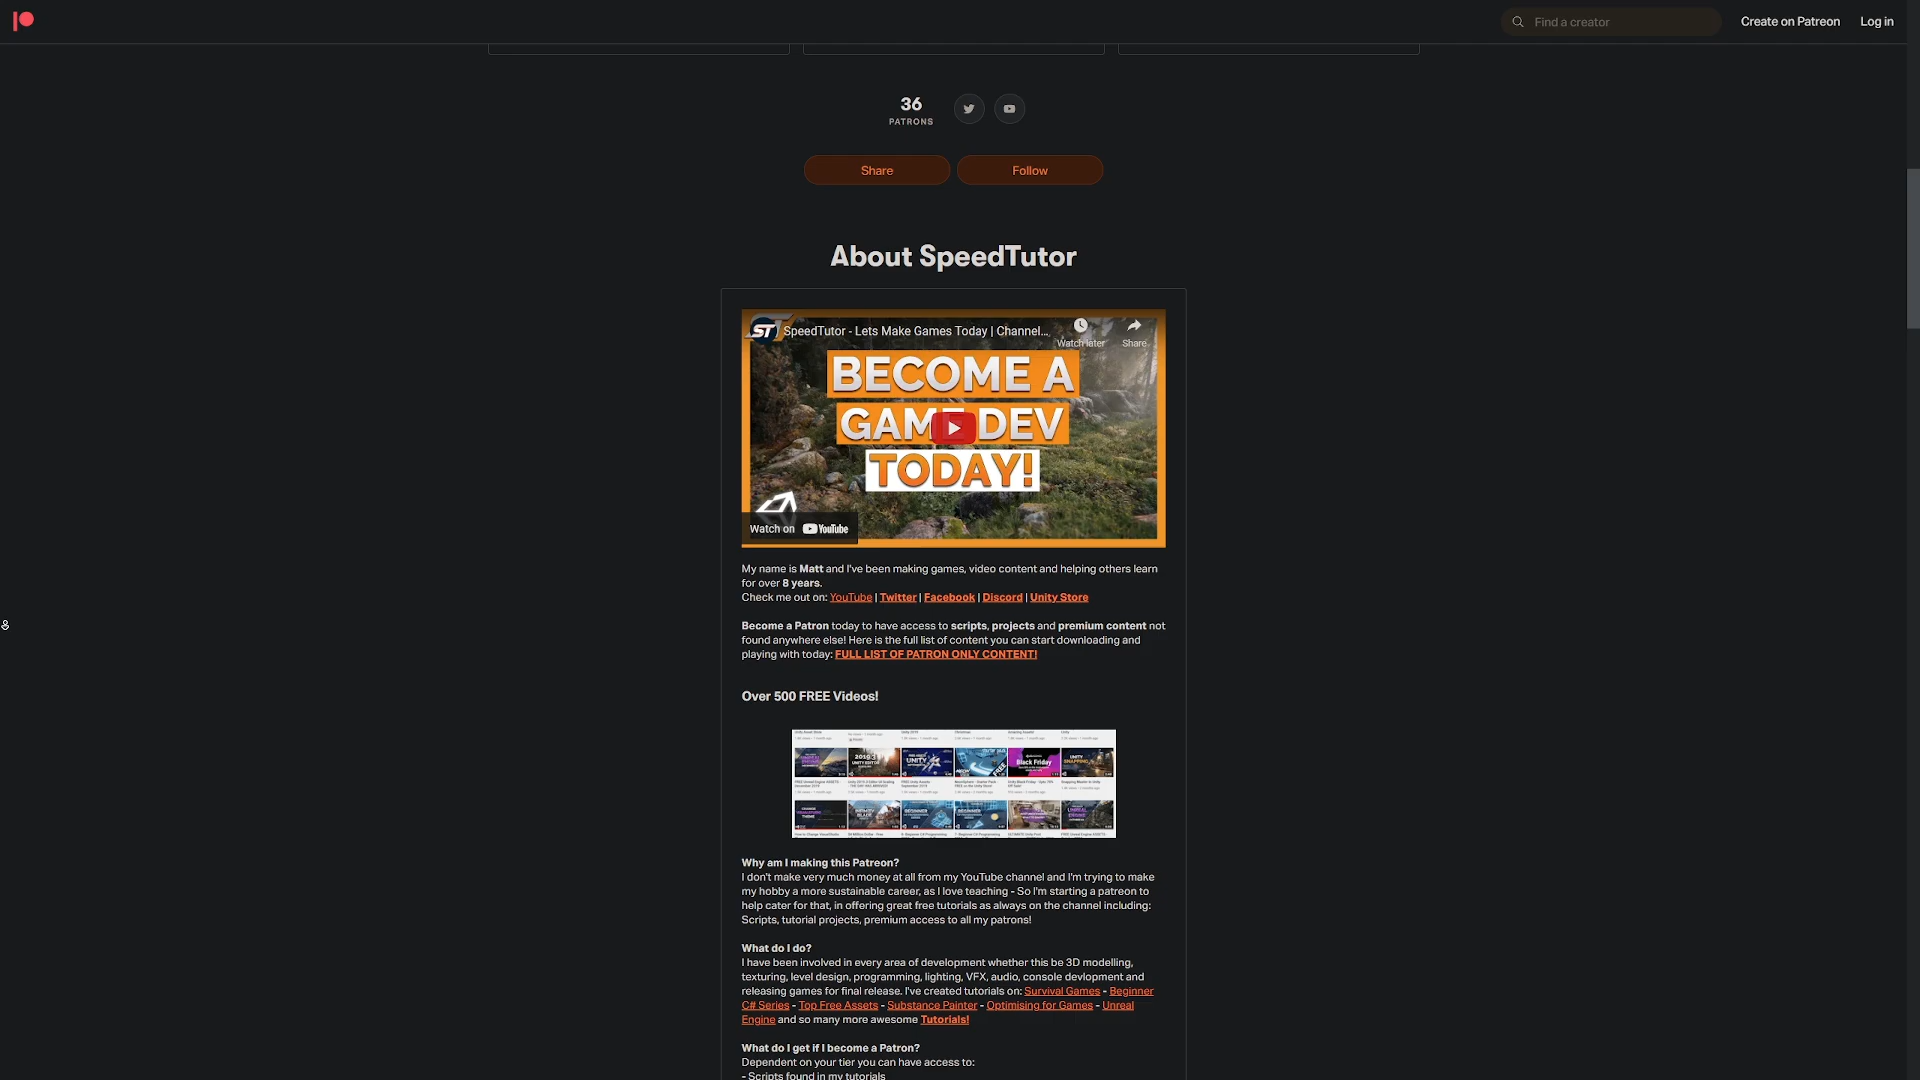 Find a creator
Create on Patreon
Log in
36
PATRONS
Share
Follow
About SpeedTutor
ST
SpeedTutor - Lets Make Games Today | Channel...
Watch later
Share
BECOME A
GAME DEV
TODAY!
Watch on YouTube
My name is Matt and I've been making games, video content and helping others learn
for over 8 years.
Check me out on: YouTube | Twitter | Facebook | Discord | Unity Store
Become a Patron today to have access to scripts, projects and premium content not
found anywhere else! Here is the full list of content you can start downloading and
playing with today: FULL LIST OF PATRON ONLY CONTENT!
Over 500 FREE Videos!
2019.3
UNITY
Black Friday
UNITY
SNAPPING
BEGINNER
BEGINNER
Why am I making this Patreon?
I don't make very much money at all from my YouTube channel and I'm trying to make
my hobby a more sustainable career, as I love teaching - So I'm starting a patreon to
help cater for that, in offering great free tutorials as always on the channel including:
Scripts, tutorial projects, premium access to all my patrons!
What do I do?
I have been involved in every area of development whether this be 3D modelling,
texturing, level design, programming, lighting, VFX, audio, console devlopment and
releasing games for final release. I've created tutorials on: Survival Games - Beginner
C# Series - Top Free Assets - Substance Painter - Optimising for Games - Unreal
Engine and so many more awesome Tutorials!
What do I get if I become a Patron?
Dependent on your tier you can have access to:
- Scripts found in my tutorials